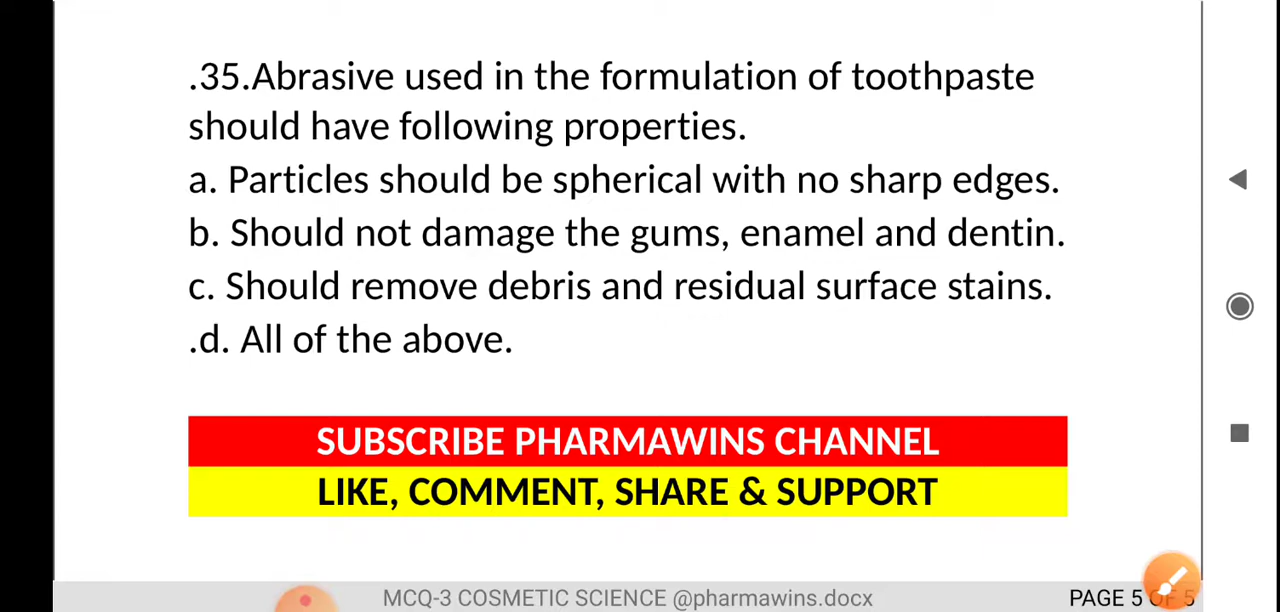 .35.Abrasive used in the formulation of toothpaste
should have following properties.
a. Particles should be spherical with no sharp edges.
b. Should not damage the gums, enamel and dentin.
c. Should remove debris and residual surface stains.
.d. All of the above.
SUBSCRIBE PHARMAWINS CHANNEL
LIKE, COMMENT, SHARE & SUPPORT
MCQ-3 COSMETIC SCIENCE @pharmawins.docx PAGE 5 OF 5